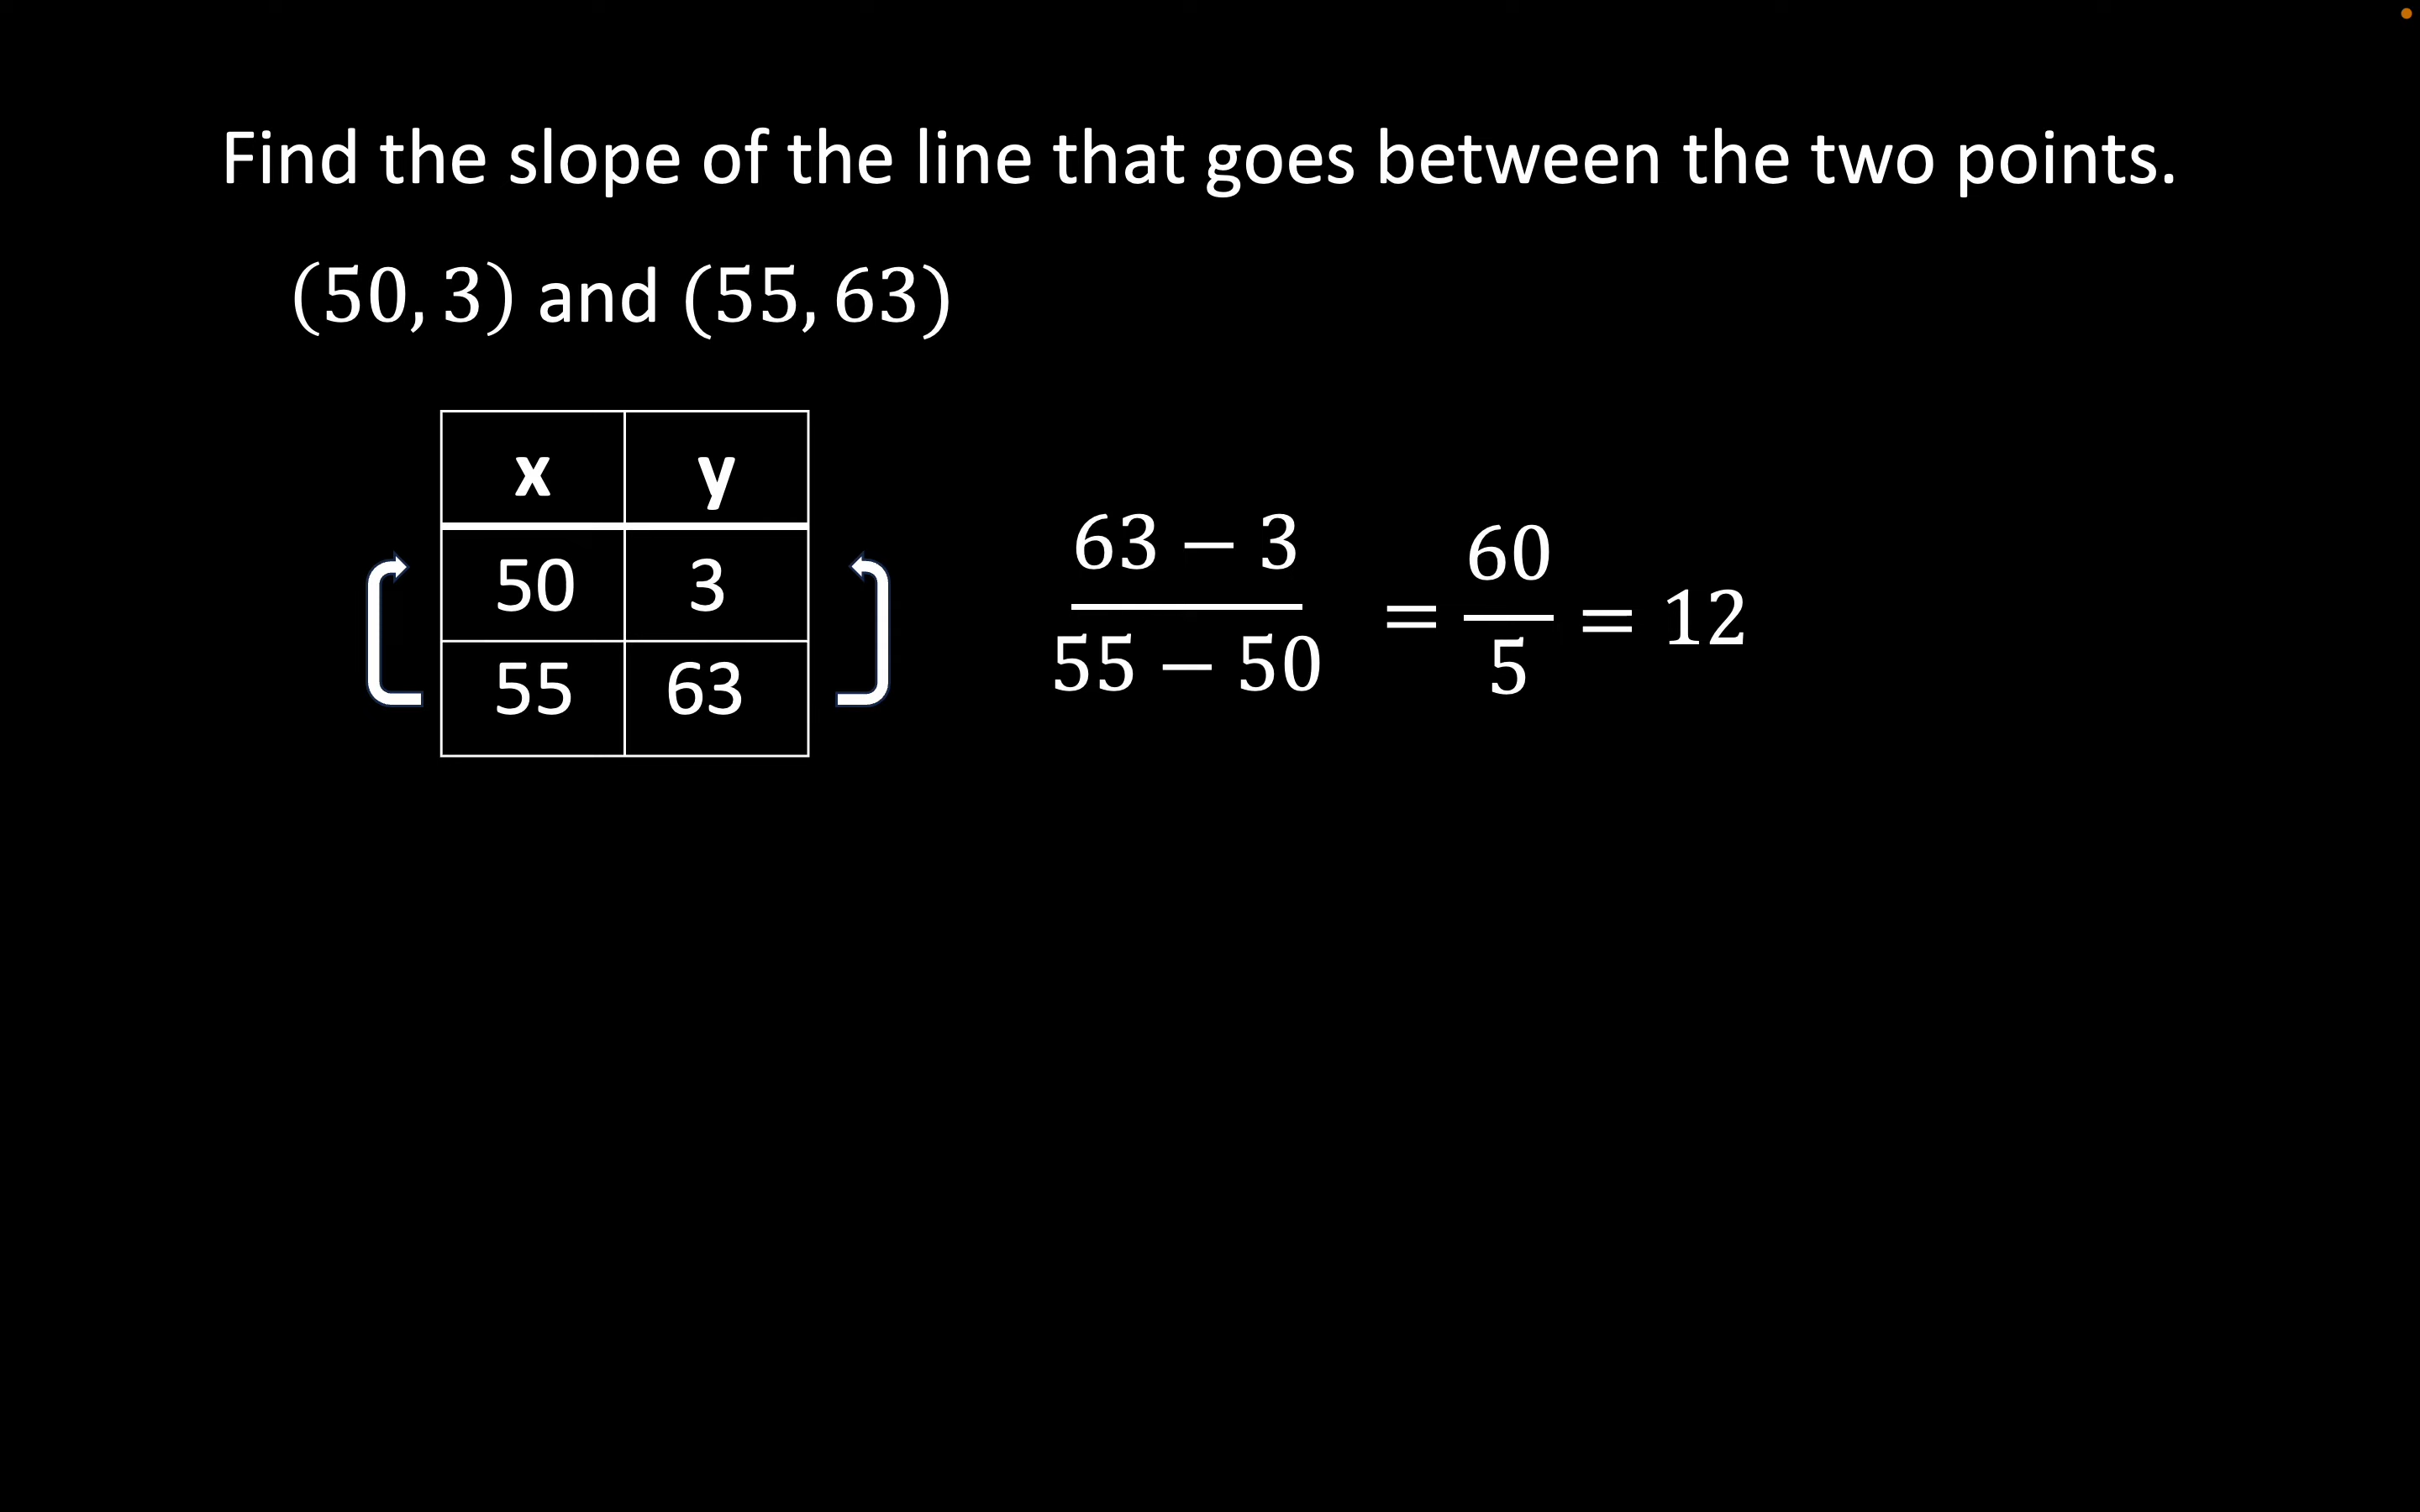 Find the slope of the line that goes between the two points.
(50, 3) and (55, 63)
x y
50 3
55 63
63 − 3
55 − 50
= 60/5 = 12